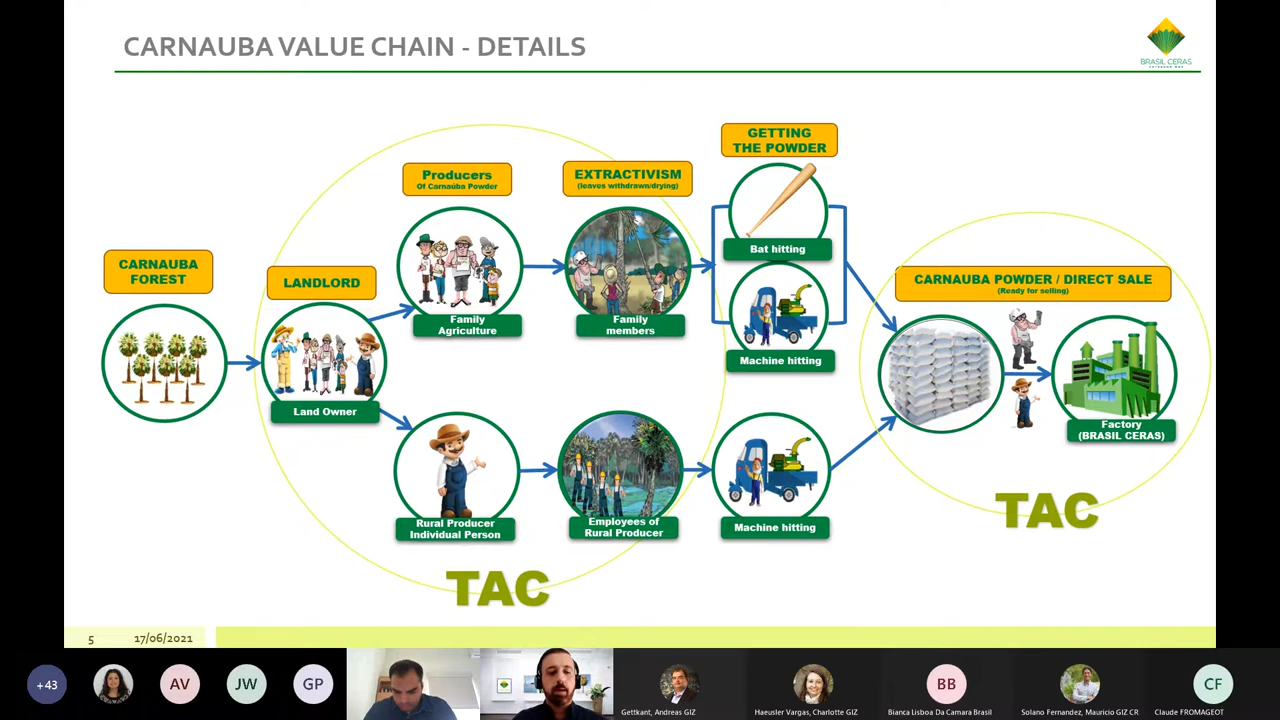 CARNAUBA VALUE CHAIN - DETAILS
BRASIL CERAS
GETTING
THE POWDER
Producers
Of Carnaúba Powder
EXTRACTIVISM
(leaves withdrawn/drying)
Bat hitting
CARNAUBA
FOREST
LANDLORD
CARNAUBA POWDER / DIRECT SALE
(Ready for selling)
Family
Agriculture
Family
members
Machine hitting
Land Owner
Factory
(BRASIL CERAS)
Rural Producer
Individual Person
Employees of
Rural Producer
Machine hitting
TAC
TAC
5
17/06/2021
+43
AV
JW
GP
BB
CF
Gettkant, Andreas GIZ
Haeusler Vargas, Charlotte GIZ
Bianca Lisboa Da Camara Brasil
Solano Fernandez, Mauricio GIZ CR
Claude FROMAGEOT